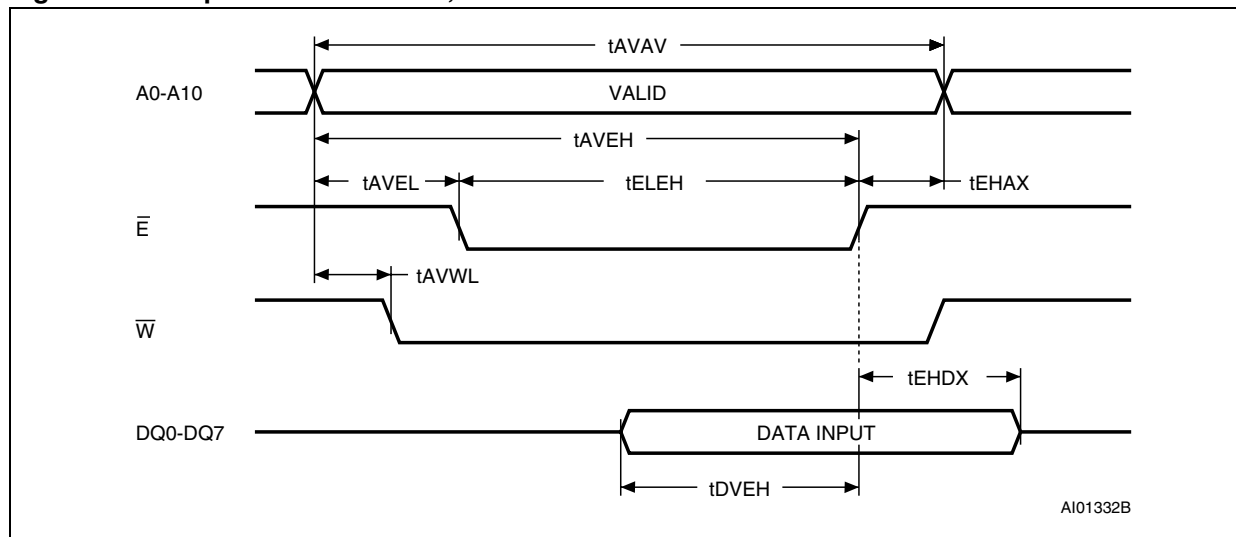 tAVAV
A0-A10
VALID
tAVEH
tAVEL
tELEH
tEHAX
E
tAVWL
W
tEHDX
DQ0-DQ7
DATA INPUT
tDVEH
AI01332B